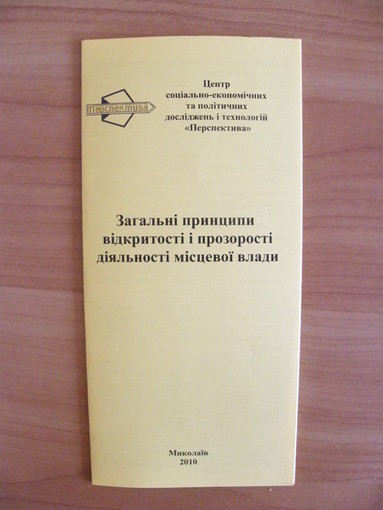 Перспектива
Центр
соціально-економічних
та політичних
досліджень і технологій
«Перспектива»
Загальні принципи
відкритості і прозорості
діяльності місцевої влади
Миколаїв
2010